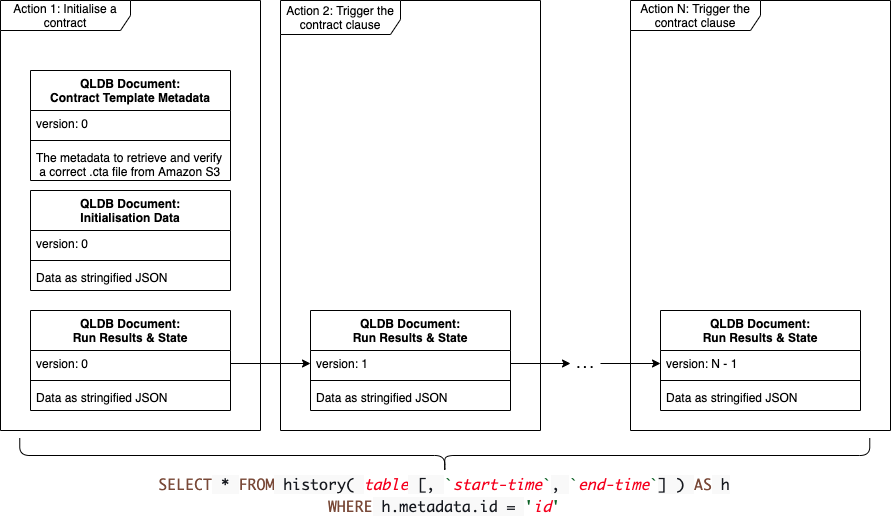 Action 1: Initialise a
contract
QLDB Document:
Contract Template Metadata
version: 0
The metadata to retrieve and verify
a correct .cta file from Amazon S3
QLDB Document:
Initialisation Data
version: 0
Data as stringified JSON
QLDB Document:
Run Results & State
version: 0
Data as stringified JSON
Action 2: Trigger the
contract clause
QLDB Document:
Run Results & State
version: 1
Data as stringified JSON
...
Action N: Trigger the
contract clause
QLDB Document:
Run Results & State
version: N - 1
Data as stringified JSON
SELECT * FROM history( table [, `start-time`, `end-time`] ) AS h
WHERE h.metadata.id = 'id'